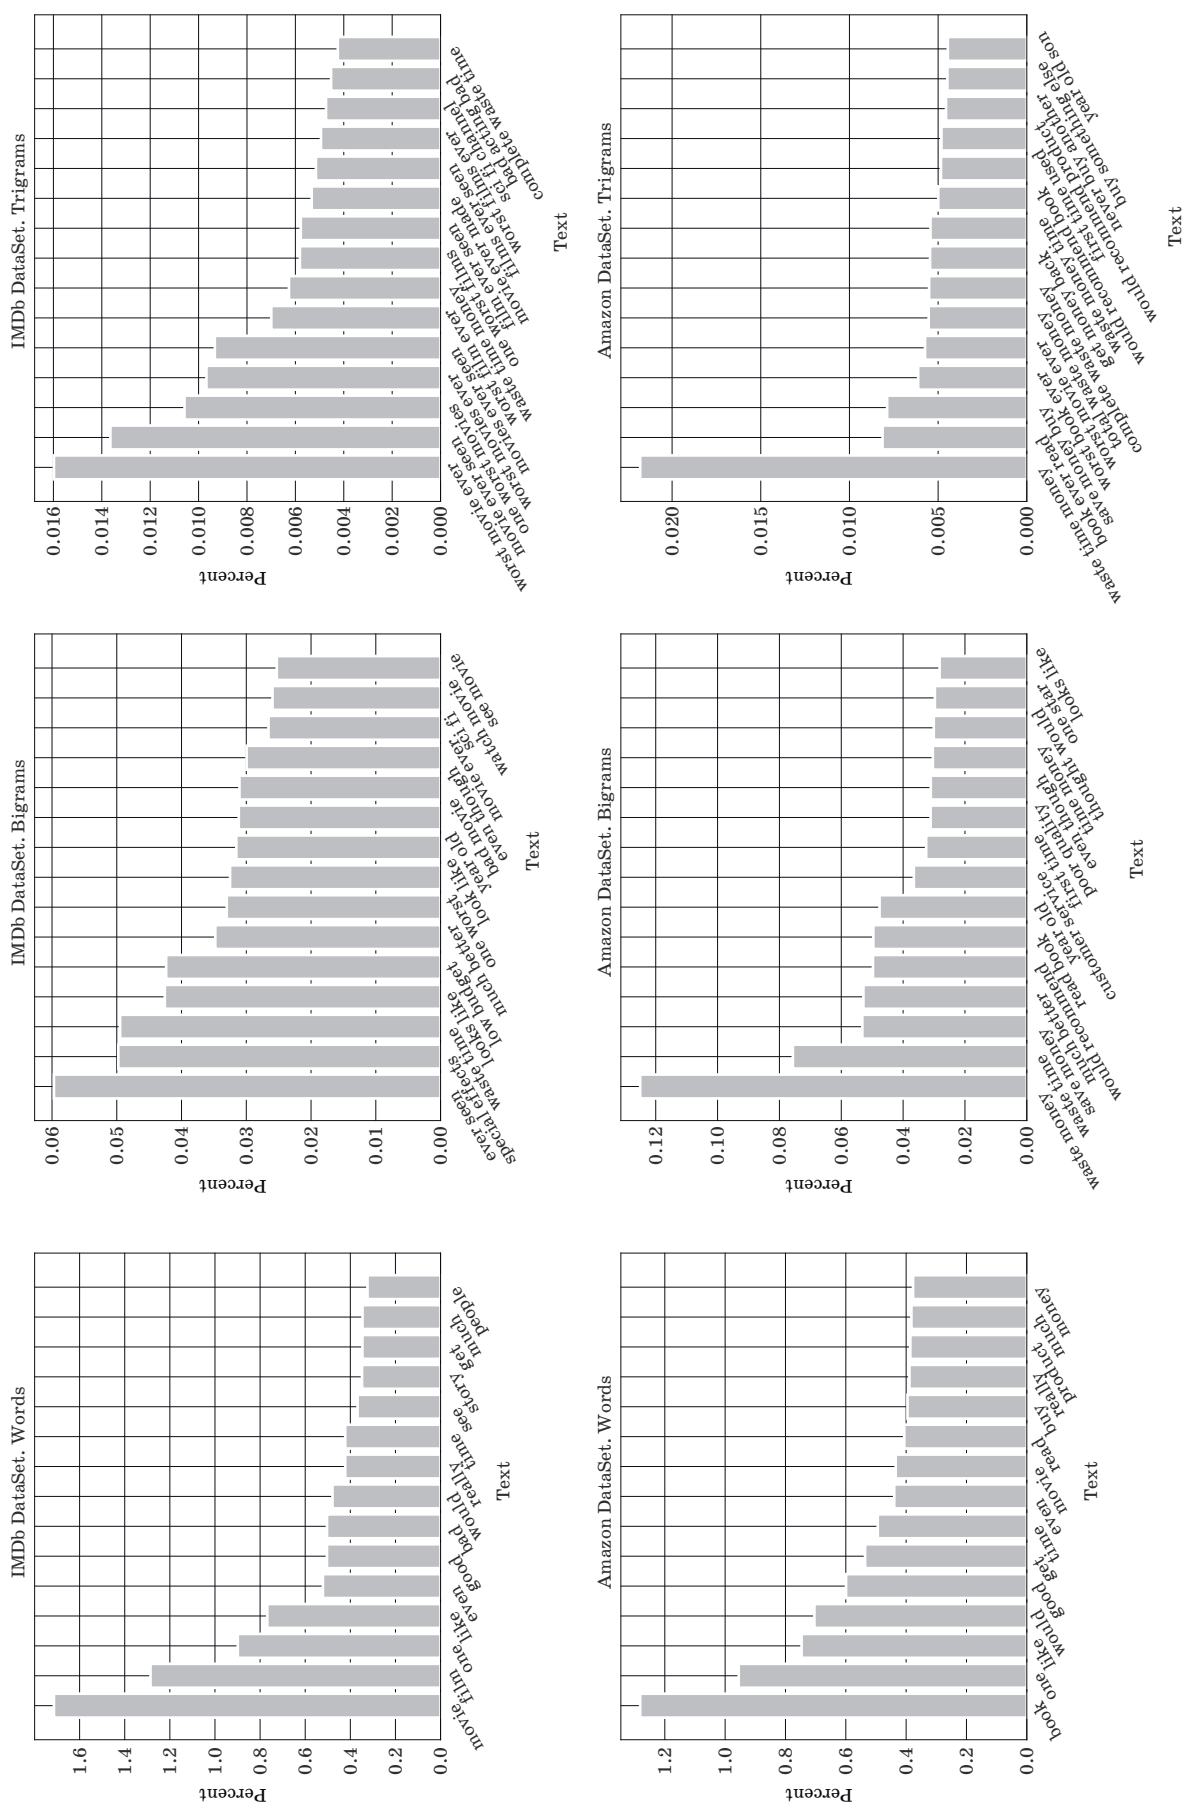 IMDb DataSet. Words
Percent
1.6
1.4
1.2
1.0
0.8
0.6
0.4
0.2
0.0
movie
film
one
like
even
good
bad
would
really
time
see
story
get
much
people
Text
IMDb DataSet. Bigrams
Percent
0.06
0.05
0.04
0.03
0.02
0.01
0.00
ever seen
special effects
waste time
looks like
low budget
much better
one worst
look like
year old
bad movie
even though
movie ever
sci fi
watch movie
see movie
Text
IMDb DataSet. Trigrams
Percent
0.016
0.014
0.012
0.010
0.008
0.006
0.004
0.002
0.000
worst movie ever
movie ever seen
one worst movies
worst movies ever
movies ever seen
worst film ever
waste time money
one worst films
film ever seen
movie ever made
films ever seen
worst films ever
sci fi channel
bad acting bad
complete waste time
Text
Amazon DataSet. Words
Percent
1.2
1.0
0.8
0.6
0.4
0.2
0.0
book
one
like
would
good
get
time
even
movie
read
buy
really
product
much
money
Text
Amazon DataSet. Bigrams
Percent
0.12
0.10
0.08
0.06
0.04
0.02
0.00
waste money
waste time
save money
much better
would recommend
read book
year old
customer service
first time
poor quality
even though
time money
thought would
one star
looks like
Text
Amazon DataSet. Trigrams
Percent
0.020
0.015
0.010
0.005
0.000
waste time money
book ever read
save money buy
worst book ever
worst movie ever
total waste money
complete waste money
get money back
waste money time
would recommend book
first time used
would recommend product
never buy another
buy something else
year old son
Text